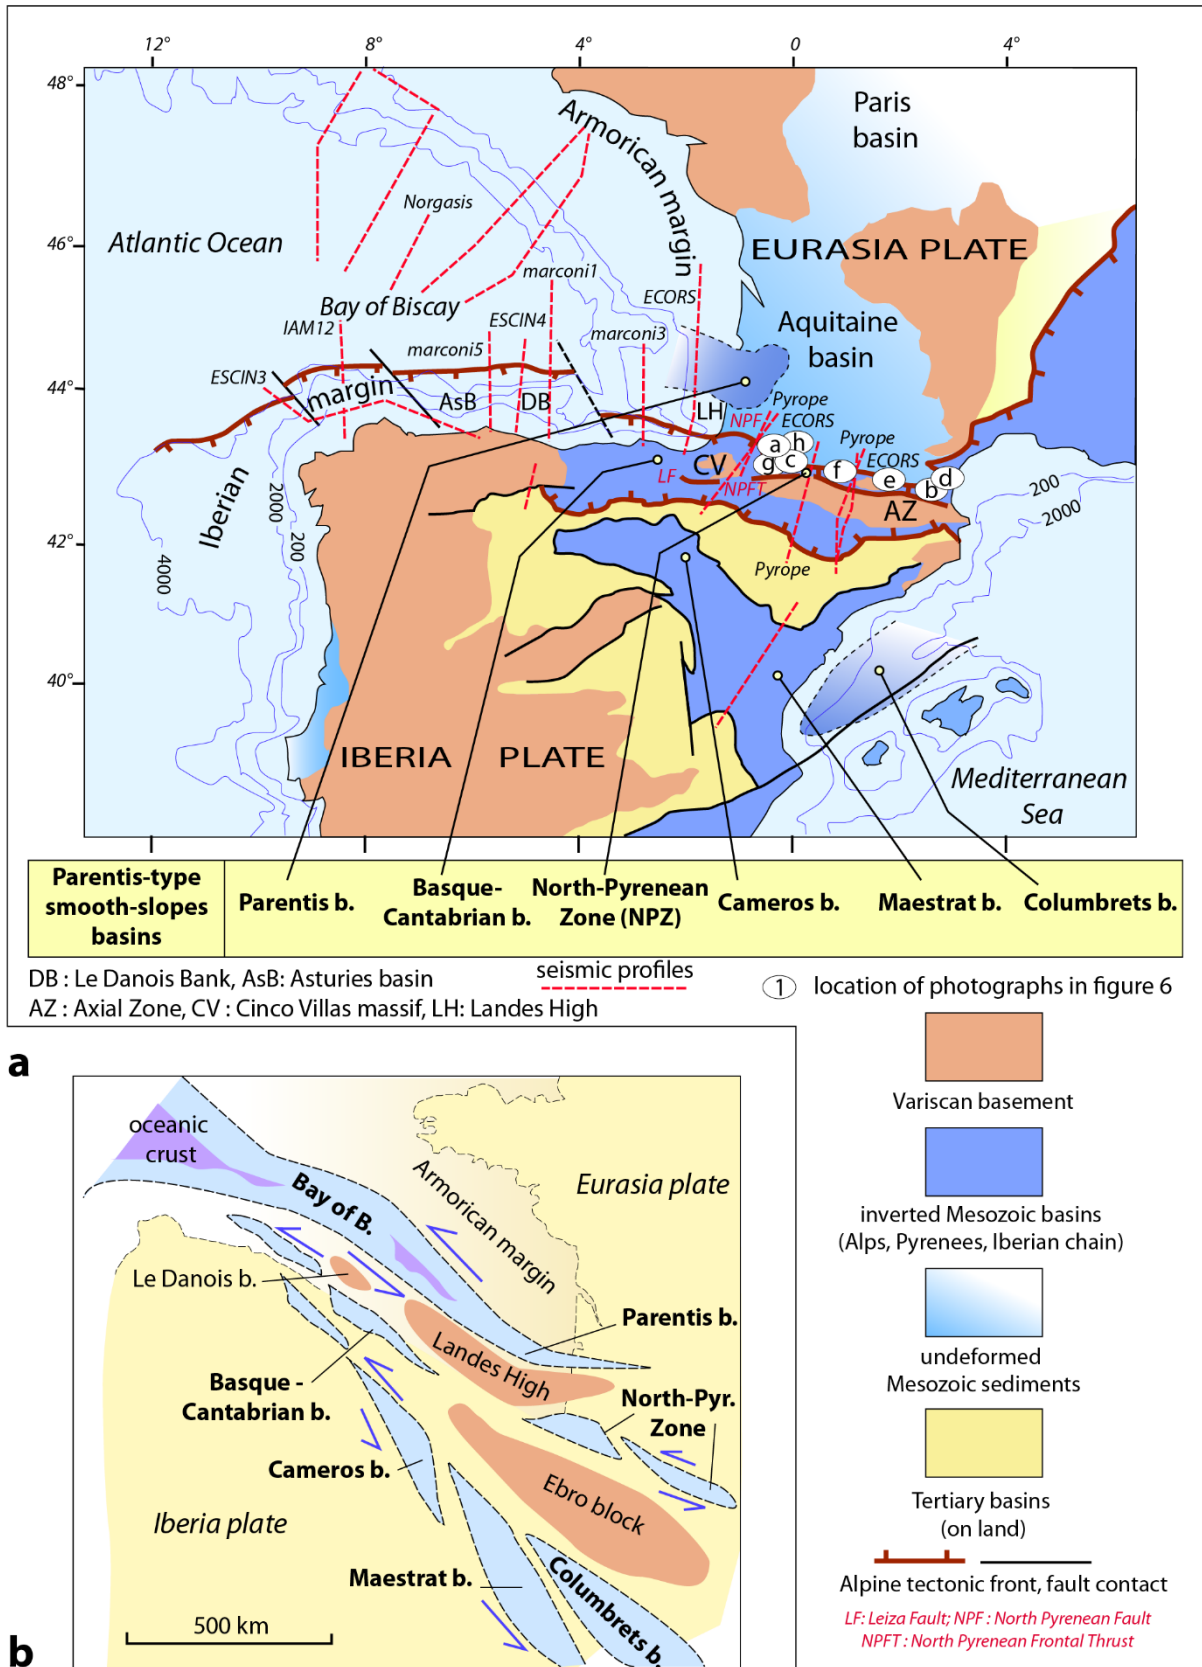 12°
8°
4°
0
4°
48°
46°
44°
42°
40°
Paris
basin
Armorican margin
Norgasis
Atlantic Ocean
EURASIA PLATE
marconi1
ECORS
Bay of Biscay
IAM12
ESCIN4
Aquitaine
basin
marconi3
marconi5
ESCIN3
margin
AsB
DB
LH
NPF
Pyrope
ECORS
a
h
Pyrope
g
c
ECORS
CV
LF
NPFT
f
e
b
d
AZ
Iberian
2000
200
4000
200
2000
Pyrope
IBERIA PLATE
Mediterranean
Sea
12°
8°
4°
0
4°
Parentis-type
smooth-slopes
basins
Parentis b.
Basque-
Cantabrian b.
North-Pyrenean
Zone (NPZ)
Cameros b.
Maestrat b.
Columbrets b.
DB : Le Danois Bank, AsB: Asturies basin
seismic profiles
AZ : Axial Zone, CV : Cinco Villas massif, LH: Landes High
1 location of photographs in figure 6
a
Variscan basement
inverted Mesozoic basins
(Alps, Pyrenees, Iberian chain)
undeformed
Mesozoic sediments
Tertiary basins
(on land)
Alpine tectonic front, fault contact
LF: Leiza Fault; NPF : North Pyrenean Fault
NPFT : North Pyrenean Frontal Thrust
oceanic
crust
Bay of B.
Armorican margin
Eurasia plate
Le Danois b.
Parentis b.
Landes High
Basque -
Cantabrian b.
North-Pyr.
Zone
Cameros b.
Ebro block
Iberia plate
Maestrat b.
Columbrets b.
500 km
b